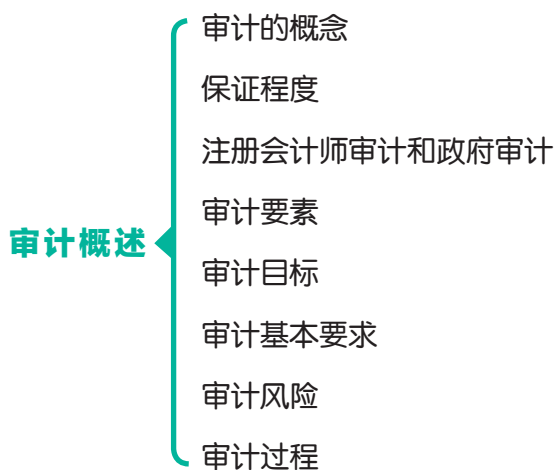 审计概述
审计的概念
保证程度
注册会计师审计和政府审计
审计要素
审计目标
审计基本要求
审计风险
审计过程